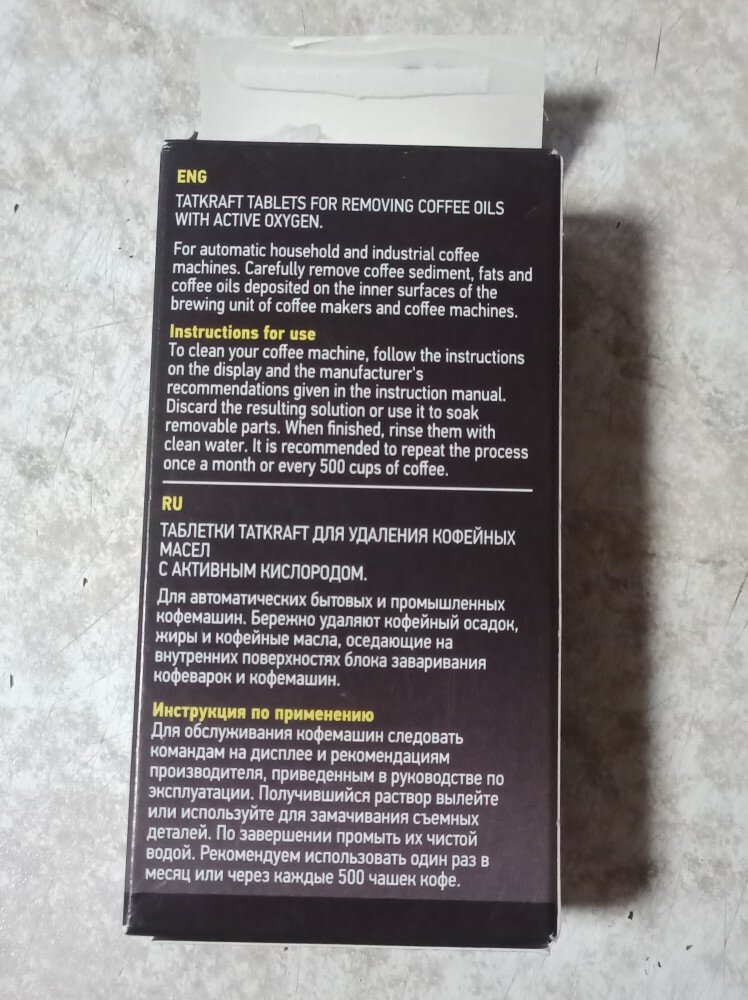 ENG
TATKRAFT TABLETS FOR REMOVING COFFEE OILS
WITH ACTIVE OXYGEN.
For automatic household and industrial coffee
machines. Carefully remove coffee sediment, fats and
coffee oils deposited on the inner surfaces of the
brewing unit of coffee makers and coffee machines.
Instructions for use
To clean your coffee machine, follow the instructions
on the display and the manufacturer's
recommendations given in the instruction manual.
Discard the resulting solution or use it to soak
removable parts. When finished, rinse them with
clean water. It is recommended to repeat the process
once a month or every 500 cups of coffee.
RU
ТАБЛЕТКИ TATKRAFT ДЛЯ УДАЛЕНИЯ КОФЕЙНЫХ
МАСЕЛ
С АКТИВНЫМ КИСЛОРОДОМ.
Для автоматических бытовых и промышленных
кофемашин. Бережно удаляют кофейный осадок,
жиры и кофейные масла, оседающие на
внутренних поверхностях блока заваривания
кофеварок и кофемашин.
Инструкция по применению
Для обслуживания кофемашин следовать
командам на дисплее и рекомендациям
производителя, приведенным в руководстве по
эксплуатации. Получившийся раствор вылейте
или используйте для замачивания съемных
деталей. По завершении промыть их чистой
водой. Рекомендуем использовать один раз в
месяц или через каждые 500 чашек кофе.